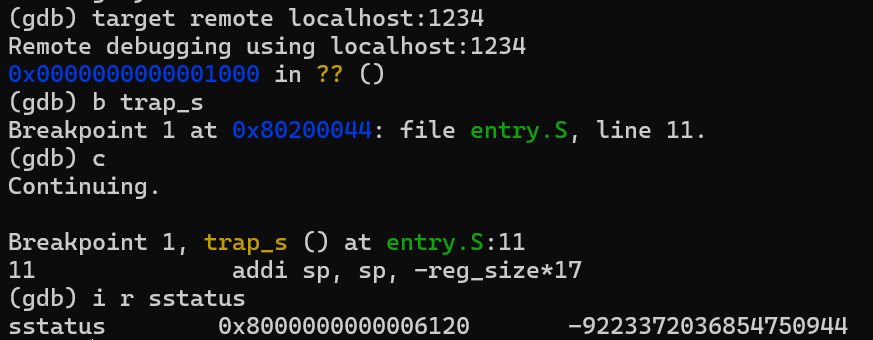 (gdb) target remote localhost:1234
Remote debugging using localhost:1234
0x0000000000001000 in ?? ()
(gdb) b trap_s
Breakpoint 1 at 0x80200044: file entry.S, line 11.
(gdb) c
Continuing.
Breakpoint 1, trap_s () at entry.S:11
11 addi sp, sp, -reg_size*17
(gdb) i r sstatus
sstatus 0x8000000000006120 -9223372036854750944